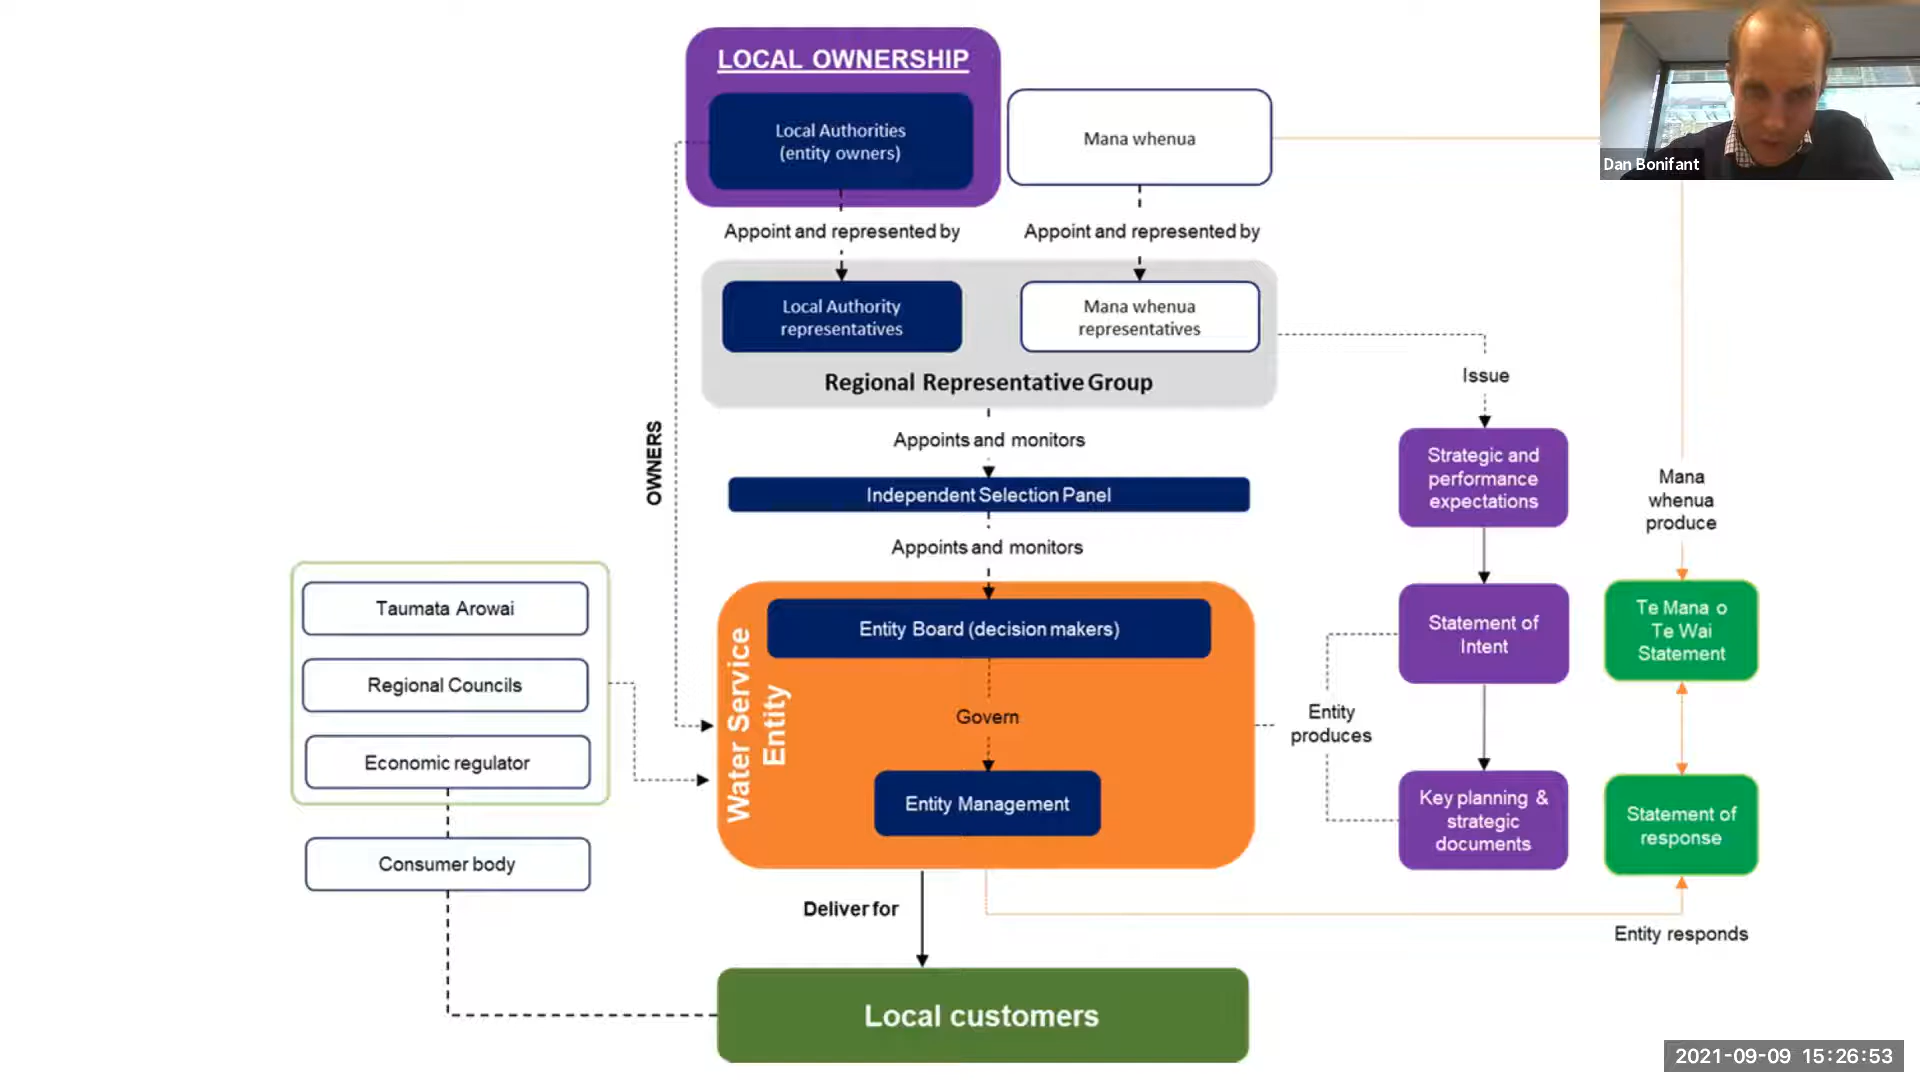 LOCAL OWNERSHIP
Local Authorities
(entity owners)
Mana whenua
Dan Bonifant
Appoint and represented by
Appoint and represented by
Local Authority
representatives
Mana whenua
representatives
Regional Representative Group
Issue
OWNERS
Appoints and monitors
Strategic and
performance
expectations
Mana
whenua
produce
Independent Selection Panel
Appoints and monitors
Taumata Arowai
Regional Councils
Economic regulator
Consumer body
Water Service
Entity
Entity Board (decision makers)
Govern
Entity Management
Entity
produces
Statement of
Intent
Te Mana o
Te Wai
Statement
Key planning &
strategic
documents
Statement of
response
Deliver for
Entity responds
Local customers
2021-09-09 15:26:53